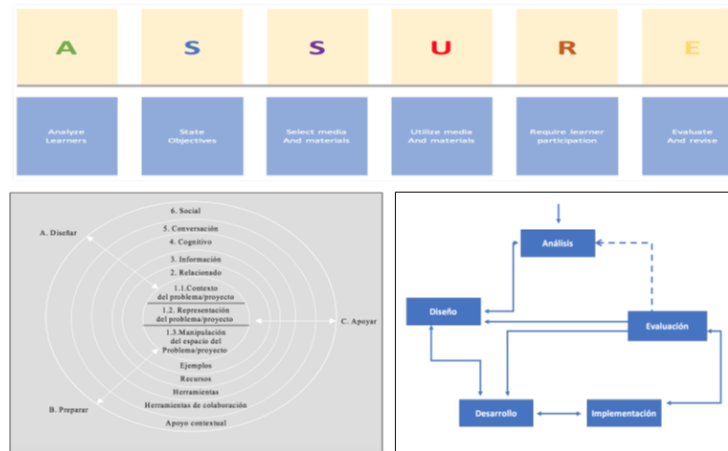 A S S U R E
Analyze
Learners
State
Objectives
Select media
And materials
Utilize media
And materials
Require learner
participation
Evaluate
And revise
6. Social
A. Diseñar
5. Conversación
4. Cognitivo
3. Información
2. Relacionado
1.1.Contexto
del problema/proyecto
1.2. Representación
del problema/proyecto
C. Apoyar
1.3.Manipulación
del espacio del
Problema/proyecto
Ejemplos
Recursos
Herramientas
B. Preparar
Herramientas de colaboración
Apoyo contextual
Análisis
Diseño
Evaluación
Desarrollo
Implementación